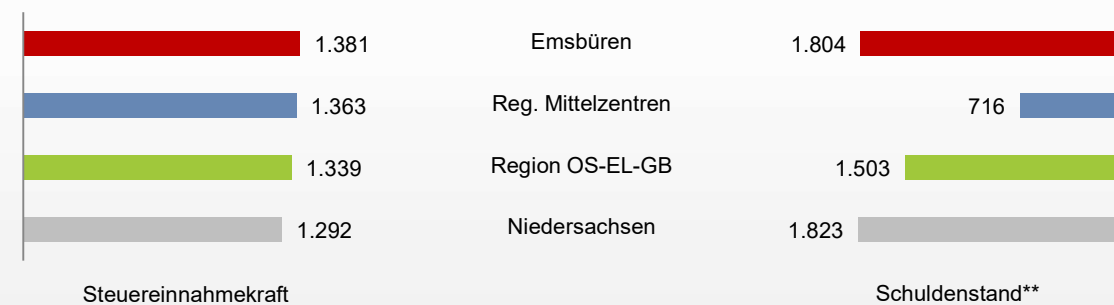 1.381 Emsbüren 1.804
1.363 Reg. Mittelzentren 716
1.339 Region OS-EL-GB 1.503
1.292 Niedersachsen 1.823
Steuereinnahmekraft Schuldenstand**